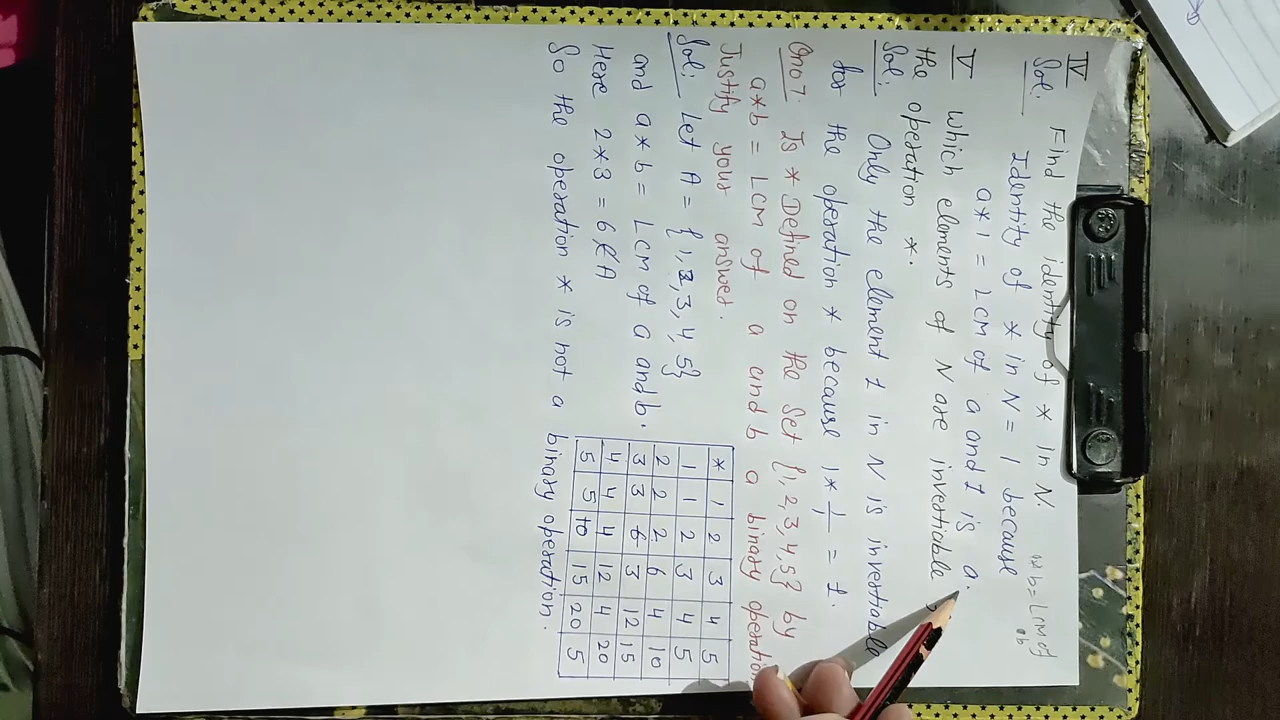 IV Find the identity of * in N.
*b = LCM of
ab
Sol: Identity of * in N = 1 because
a*1 = LCM of a and 1 is a.
V which elements of N are investiable
the operation *.
Sol: Only the element 1 in N is investiable
for the operation * because 1*1/1 = 1.
Qno 7. Is * Defined on the Set {1,2,3,4,5} by
a*b = LCM of a and b a binary operation
Justify your answer.
Sol: Let A = {1,2,3,4,5}
and a*b = LCM of a and b.
Here 2*3 = 6 ∉ A
So the operation * is not a binary operation.
* 1 2 3 4 5
1 1 2 3 4 5
2 2 2 6 4 10
3 3 6 3 12 15
4 4 4 12 4 20
5 5 10 15 20 5